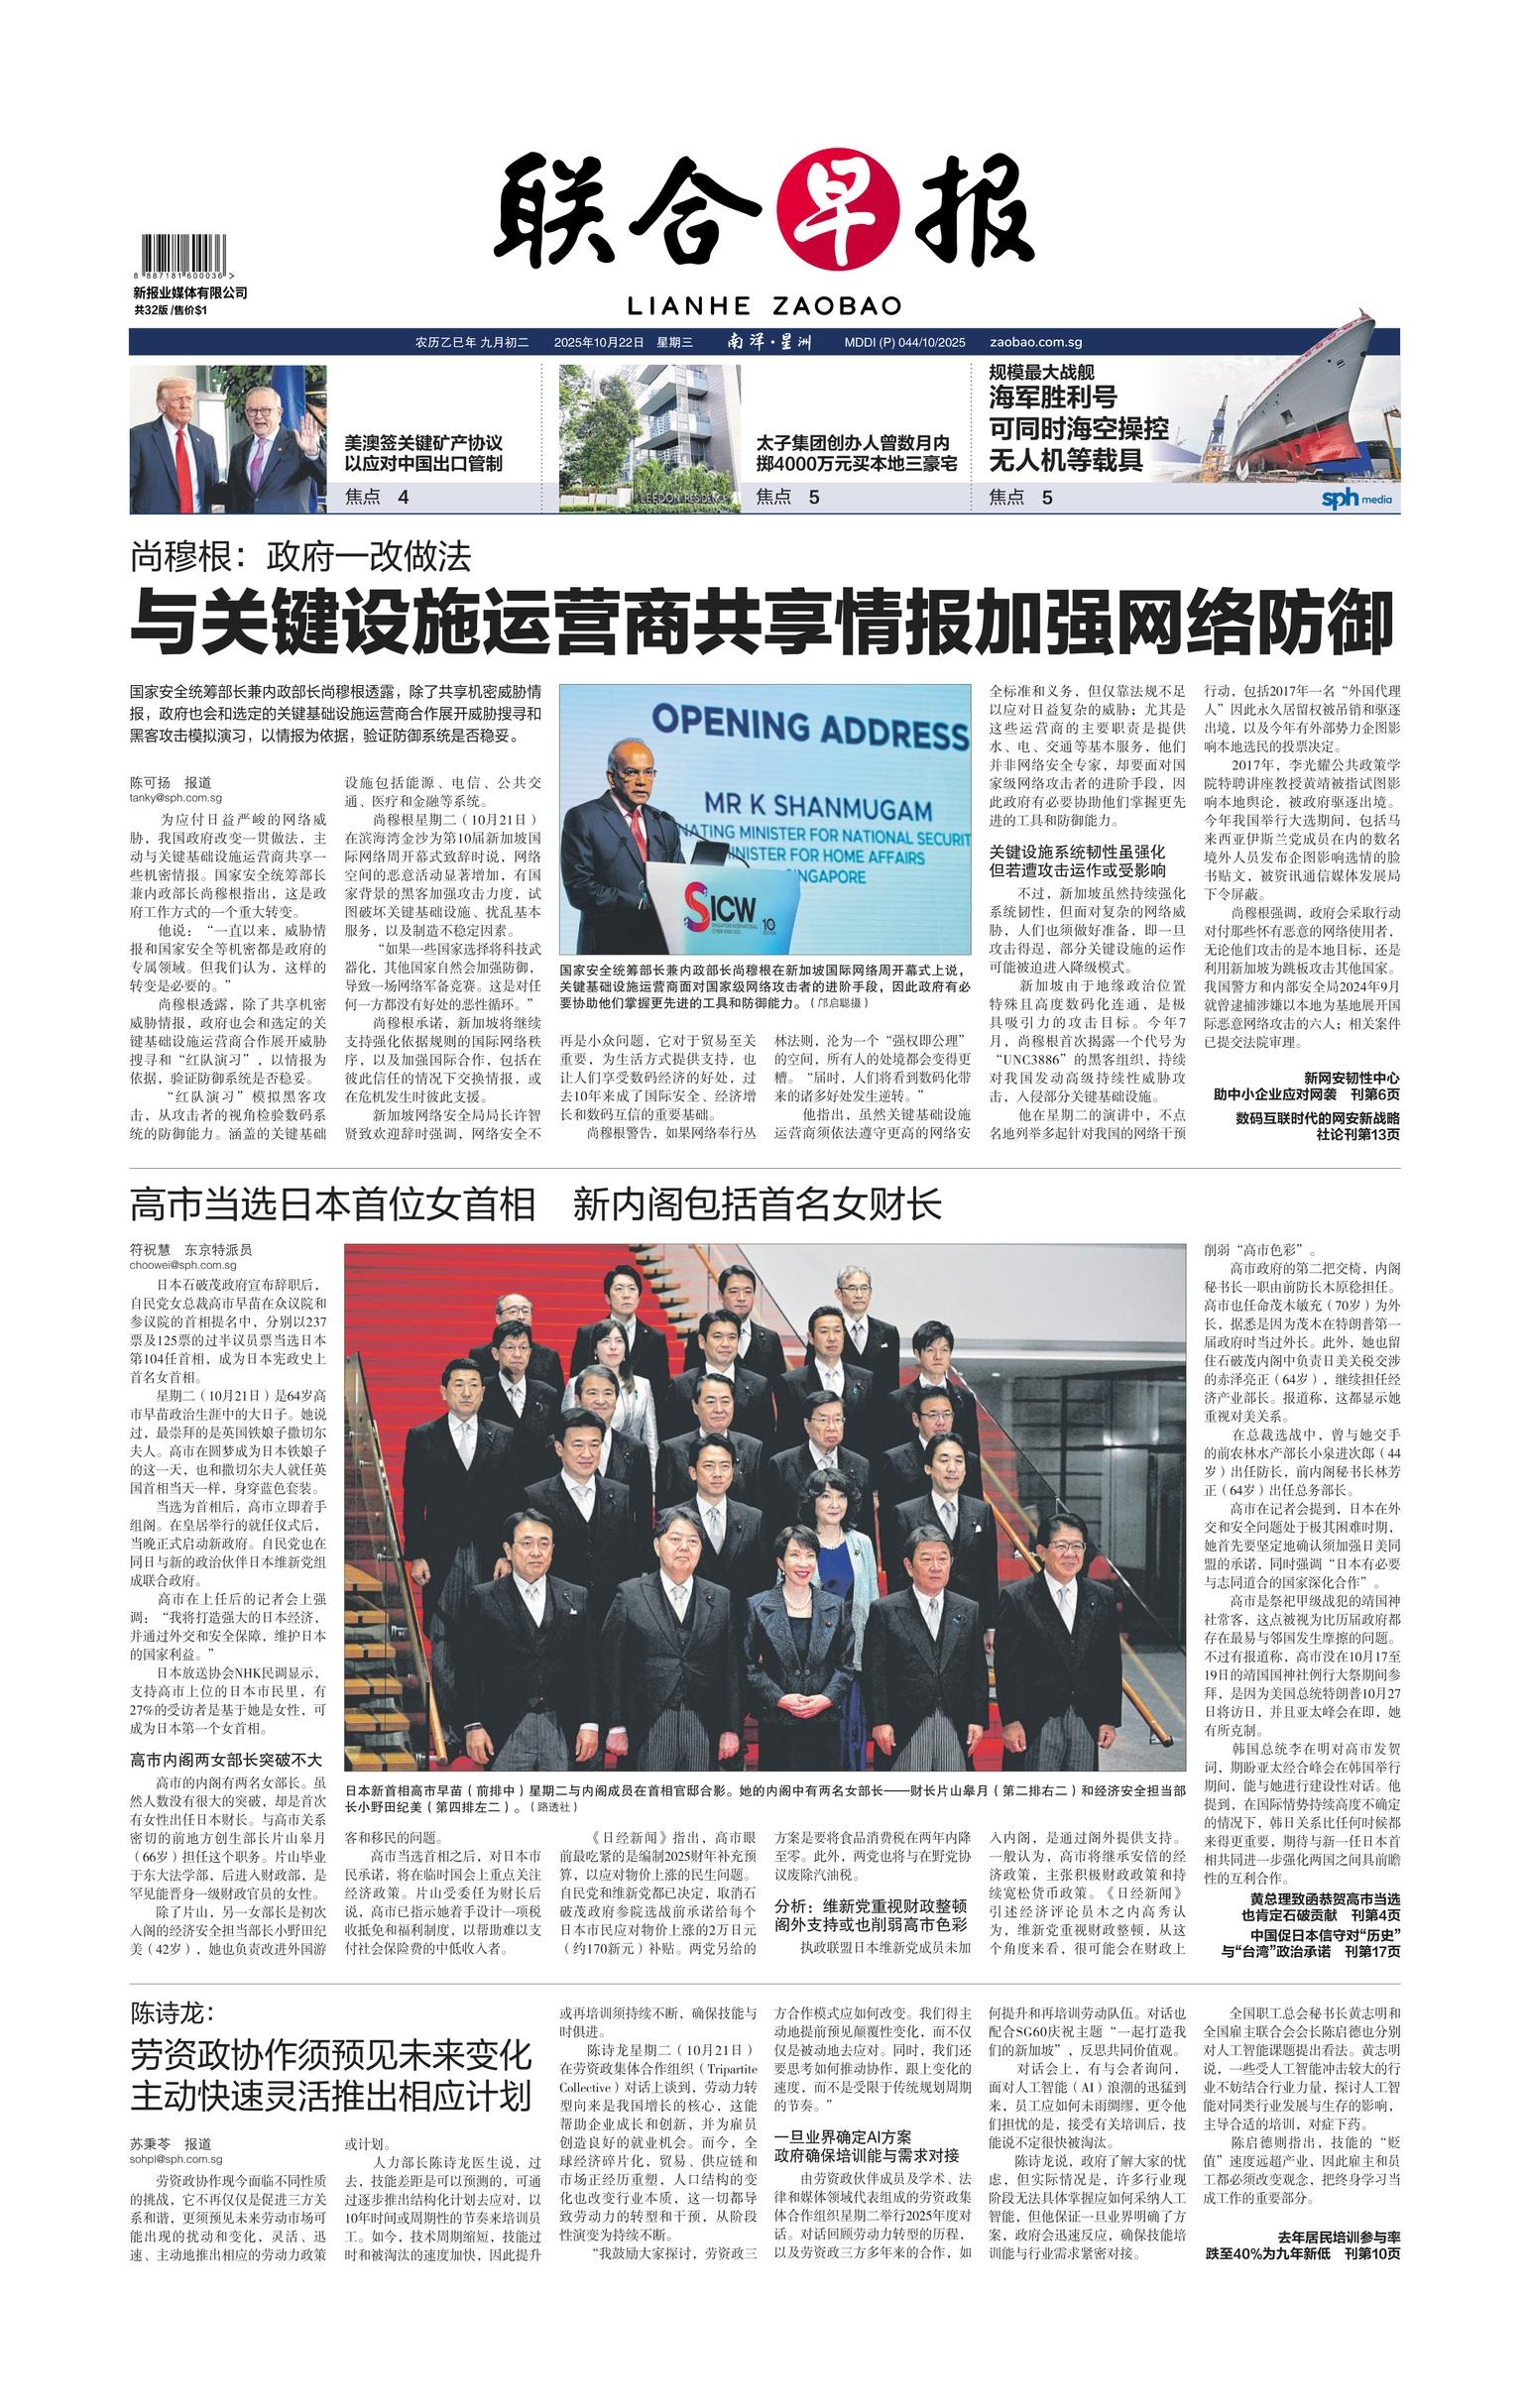 联合早报
LIANHE ZAOBAO
8 887181 600036 >
新报业媒体有限公司
共32版 /售价$1
农历乙巳年 九月初二 2025年10月22日 星期三 南洋·星洲 MDDI (P) 044/10/2025 zaobao.com.sg
美澳签关键矿产协议
以应对中国出口管制
焦点 4
LEEDON RESIDENCE
太子集团创办人曾数月内
掷4000万元买本地三豪宅
焦点 5
规模最大战舰
海军胜利号
可同时海空操控
无人机等载具
焦点 5
sph media
尚穆根：政府一改做法
与关键设施运营商共享情报加强网络防御
国家安全统筹部长兼内政部长尚穆根透露，除了共享机密威胁情
报，政府也会和选定的关键基础设施运营商合作展开威胁搜寻和
黑客攻击模拟演习，以情报为依据，验证防御系统是否稳妥。
陈可扬 报道
tanky@sph.com.sg
为应付日益严峻的网络威
胁，我国政府改变一贯做法，主
动与关键基础设施运营商共享一
些机密情报。国家安全统筹部长
兼内政部长尚穆根指出，这是政
府工作方式的一个重大转变。
他说：“一直以来，威胁情
报和国家安全等机密都是政府的
专属领域。但我们认为，这样的
转变是必要的。”
尚穆根透露，除了共享机密
威胁情报，政府也会和选定的关
键基础设施运营商合作展开威胁
搜寻和“红队演习”，以情报为
依据，验证防御系统是否稳妥。
“红队演习”模拟黑客攻
击，从攻击者的视角检验数码系
统的防御能力。涵盖的关键基础
设施包括能源、电信、公共交
通、医疗和金融等系统。
尚穆根星期二（10月21日）
在滨海湾金沙为第10届新加坡国
际网络周开幕式致辞时说，网络
空间的恶意活动显著增加，有国
家背景的黑客加强攻击力度，试
图破坏关键基础设施、扰乱基本
服务，以及制造不稳定因素。
“如果一些国家选择将科技武
器化，其他国家自然会加强防御，
导致一场网络军备竞赛。这是对任
何一方都没有好处的恶性循环。”
尚穆根承诺，新加坡将继续
支持强化依据规则的国际网络秩
序，以及加强国际合作，包括在
彼此信任的情况下交换情报，或
在危机发生时彼此支援。
新加坡网络安全局局长许智
贤致欢迎辞时强调，网络安全不
OPENING ADDRESS
MR K SHANMUGAM
NATING MINISTER FOR NATIONAL SECURIT
INISTER FOR HOME AFFAIRS
INGAPORE
SICW 10
国家安全统筹部长兼内政部长尚穆根在新加坡国际网络周开幕式上说，
关键基础设施运营商面对国家级网络攻击者的进阶手段，因此政府有必
要协助他们掌握更先进的工具和防御能力。（邝启聪摄）
再是小众问题，它对于贸易至关
重要，为生活方式提供支持，也
让人们享受数码经济的好处，过
去10年来成了国际安全、经济增
长和数码互信的重要基础。
尚穆根警告，如果网络奉行丛
林法则，沦为一个“强权即公理”
的空间，所有人的处境都会变得更
糟。“届时，人们将看到数码化带
来的诸多好处发生逆转。”
他指出，虽然关键基础设施
运营商须依法遵守更高的网络安
全标准和义务，但仅靠法规不足
以应对日益复杂的威胁；尤其是
这些运营商的主要职责是提供
水、电、交通等基本服务，他们
并非网络安全专家，却要面对国
家级网络攻击者的进阶手段，因
此政府有必要协助他们掌握更先
进的工具和防御能力。
关键设施系统韧性虽强化
但若遭攻击运作或受影响
不过，新加坡虽然持续强化
系统韧性，但面对复杂的网络威
胁，人们也须做好准备，即一旦
攻击得逞，部分关键设施的运作
可能被迫进入降级模式。
新加坡由于地缘政治位置
特殊且高度数码化连通，是极
具吸引力的攻击目标。今年7
月，尚穆根首次揭露一个代号为
“UNC3886”的黑客组织，持续
对我国发动高级持续性威胁攻
击，入侵部分关键基础设施。
他在星期二的演讲中，不点
名地列举多起针对我国的网络干预
行动，包括2017年一名“外国代理
人”因此永久居留权被吊销和驱逐
出境，以及今年有外部势力企图影
响本地选民的投票决定。
2017年，李光耀公共政策学
院特聘讲座教授黄靖被指试图影
响本地舆论，被政府驱逐出境。
今年我国举行大选期间，包括马
来西亚伊斯兰党成员在内的数名
境外人员发布企图影响选情的脸
书贴文，被资讯通信媒体发展局
下令屏蔽。
尚穆根强调，政府会采取行动
对付那些怀有恶意的网络使用者，
无论他们攻击的是本地目标，还是
利用新加坡为跳板攻击其他国家。
我国警方和内部安全局2024年9月
就曾逮捕涉嫌以本地为基地展开国
际恶意网络攻击的六人；相关案件
已提交法院审理。
新网安韧性中心
助中小企业应对网袭 刊第6页
数码互联时代的网安新战略
社论刊第13页
高市当选日本首位女首相 新内阁包括首名女财长
符祝慧 东京特派员
choowei@sph.com.sg
日本石破茂政府宣布辞职后，
自民党女总裁高市早苗在众议院和
参议院的首相提名中，分别以237
票及125票的过半议员票当选日本
第104任首相，成为日本宪政史上
首名女首相。
星期二（10月21日）是64岁高
市早苗政治生涯中的大日子。她说
过，最崇拜的是英国铁娘子撒切尔
夫人。高市在圆梦成为日本铁娘子
的这一天，也和撒切尔夫人就任英
国首相当天一样，身穿蓝色套装。
当选为首相后，高市立即着手
组阁。在皇居举行的就任仪式后，
当晚正式启动新政府。自民党也在
同日与新的政治伙伴日本维新党组
成联合政府。
高市在上任后的记者会上强
调：“我将打造强大的日本经济，
并通过外交和安全保障，维护日本
的国家利益。”
日本放送协会NHK民调显示，
支持高市上位的日本市民里，有
27%的受访者是基于她是女性，可
成为日本第一个女首相。
高市内阁两女部长突破不大
高市的内阁有两名女部长。虽
然人数没有很大的突破，却是首次
有女性出任日本财长。与高市关系
密切的前地方创生部长片山皋月
（66岁）担任这个职务。片山毕业
于东大法学部，后进入财政部，是
罕见能晋身一级财政官员的女性。
除了片山，另一女部长是初次
入阁的经济安全担当部长小野田纪
美（42岁），她也负责改进外国游
日本新首相高市早苗（前排中）星期二与内阁成员在首相官邸合影。她的内阁中有两名女部长——财长片山皋月（第二排右二）和经济安全担当部
长小野田纪美（第四排左二）。（路透社）
客和移民的问题。
高市当选首相之后，对日本市
民承诺，将在临时国会上重点关注
经济政策。片山受委任为财长后
说，高市已指示她着手设计一项税
收抵免和福利制度，以帮助难以支
付社会保险费的中低收入者。
《日经新闻》指出，高市眼
前最吃紧的是编制2025财年补充预
算，以应对物价上涨的民生问题。
自民党和维新党都已决定，取消石
破茂政府参院选战前承诺给每个
日本市民应对物价上涨的2万日元
（约170新元）补贴。两党另给的
方案是要将食品消费税在两年内降
至零。此外，两党也将与在野党协
议废除汽油税。
分析：维新党重视财政整顿
阁外支持或也削弱高市色彩
执政联盟日本维新党成员未加
入内阁，是通过阁外提供支持。
一般认为，高市将继承安倍的经
济政策，主张积极财政政策和持
续宽松货币政策。《日经新闻》
引述经济评论员木之内高秀认
为，维新党重视财政整顿，从这
个角度来看，很可能会在财政上
削弱“高市色彩”。
高市政府的第二把交椅，内阁
秘书长一职由前防长木原稔担任。
高市也任命茂木敏充（70岁）为外
长，据悉是因为茂木在特朗普第一
届政府时当过外长。此外，她也留
住石破茂内阁中负责日美关税交涉
的赤泽亮正（64岁），继续担任经
济产业部长。报道称，这都显示她
重视对美关系。
在总裁选战中，曾与她交手
的前农林水产部长小泉进次郎（44
岁）出任防长，前内阁秘书长林芳
正（64岁）出任总务部长。
高市在记者会提到，日本在外
交和安全问题处于极其困难时期，
她首先要坚定地确认须加强日美同
盟的承诺，同时强调“日本有必要
与志同道合的国家深化合作”。
高市是祭祀甲级战犯的靖国神
社常客，这点被视为比历届政府都
存在最易与邻国发生摩擦的问题。
不过有报道称，高市没在10月17至
19日的靖国国神社例行大祭期间参
拜，是因为美国总统特朗普10月27
日将访日，并且亚太峰会在即，她
有所克制。
韩国总统李在明对高市发贺
词，期盼亚太经合峰会在韩国举行
期间，能与她进行建设性对话。他
提到，在国际情势持续高度不确定
的情况下，韩日关系比任何时候都
来得更重要，期待与新一任日本首
相共同进一步强化两国之间具前瞻
性的互利合作。
黄总理致函恭贺高市当选
也肯定石破贡献 刊第4页
中国促日本信守对“历史”
与“台湾”政治承诺 刊第17页
陈诗龙：
劳资政协作须预见未来变化
主动快速灵活推出相应计划
苏秉苓 报道
sohpl@sph.com.sg
劳资政协作现今面临不同性质
的挑战，它不再仅仅是促进三方关
系和谐，更须预见未来劳动市场可
能出现的扰动和变化，灵活、迅
速、主动地推出相应的劳动力政策
或计划。
人力部长陈诗龙医生说，过
去，技能差距是可以预测的，可通
过逐步推出结构化计划去应对，以
10年时间或周期性的节奏来培训员
工。如今，技术周期缩短，技能过
时和被淘汰的速度加快，因此提升
或再培训须持续不断，确保技能与
时俱进。
陈诗龙星期二（10月21日）
在劳资政集体合作组织（Tripartite
Collective）对话上谈到，劳动力转
型向来是我国增长的核心，这能
帮助企业成长和创新，并为雇员
创造良好的就业机会。而今，全
球经济碎片化，贸易、供应链和
市场正经历重塑，人口结构的变
化也改变行业本质，这一切都导
致劳动力的转型和干预，从阶段
性演变为持续不断。
“我鼓励大家探讨，劳资政三
方合作模式应如何改变。我们得主
动地提前预见颠覆性变化，而不仅
仅是被动地去应对。同时，我们还
要思考如何推动协作，跟上变化的
速度，而不是受限于传统规划周期
的节奏。”
一旦业界确定AI方案
政府确保培训能与需求对接
由劳资政伙伴成员及学术、法
律和媒体领域代表组成的劳资政集
体合作组织星期二举行2025年度对
话。对话回顾劳动力转型的历程，
以及劳资政三方多年来的合作，如
何提升和再培训劳动队伍。对话也
配合SG60庆祝主题“一起打造我
们的新加坡”，反思共同价值观。
对话会上，有与会者询问，
面对人工智能（AI）浪潮的迅猛到
来，员工应如何未雨绸缪，更令他
们担忧的是，接受有关培训后，技
能说不定很快被淘汰。
陈诗龙说，政府了解大家的忧
虑，但实际情况是，许多行业现
阶段无法具体掌握应如何采纳人工
智能，但他保证一旦业界明确了方
案，政府会迅速反应，确保技能培
训能与行业需求紧密对接。
全国职工总会秘书长黄志明和
全国雇主联合会会长陈启德也分别
对人工智能课题提出看法。黄志明
说，一些受人工智能冲击较大的行
业不妨结合行业力量，探讨人工智
能对同类行业发展与生存的影响，
主导合适的培训，对症下药。
陈启德则指出，技能的“贬
值”速度远超产业，因此雇主和员
工都必须改变观念，把终身学习当
成工作的重要部分。
去年居民培训参与率
跌至40%为九年新低 刊第10页